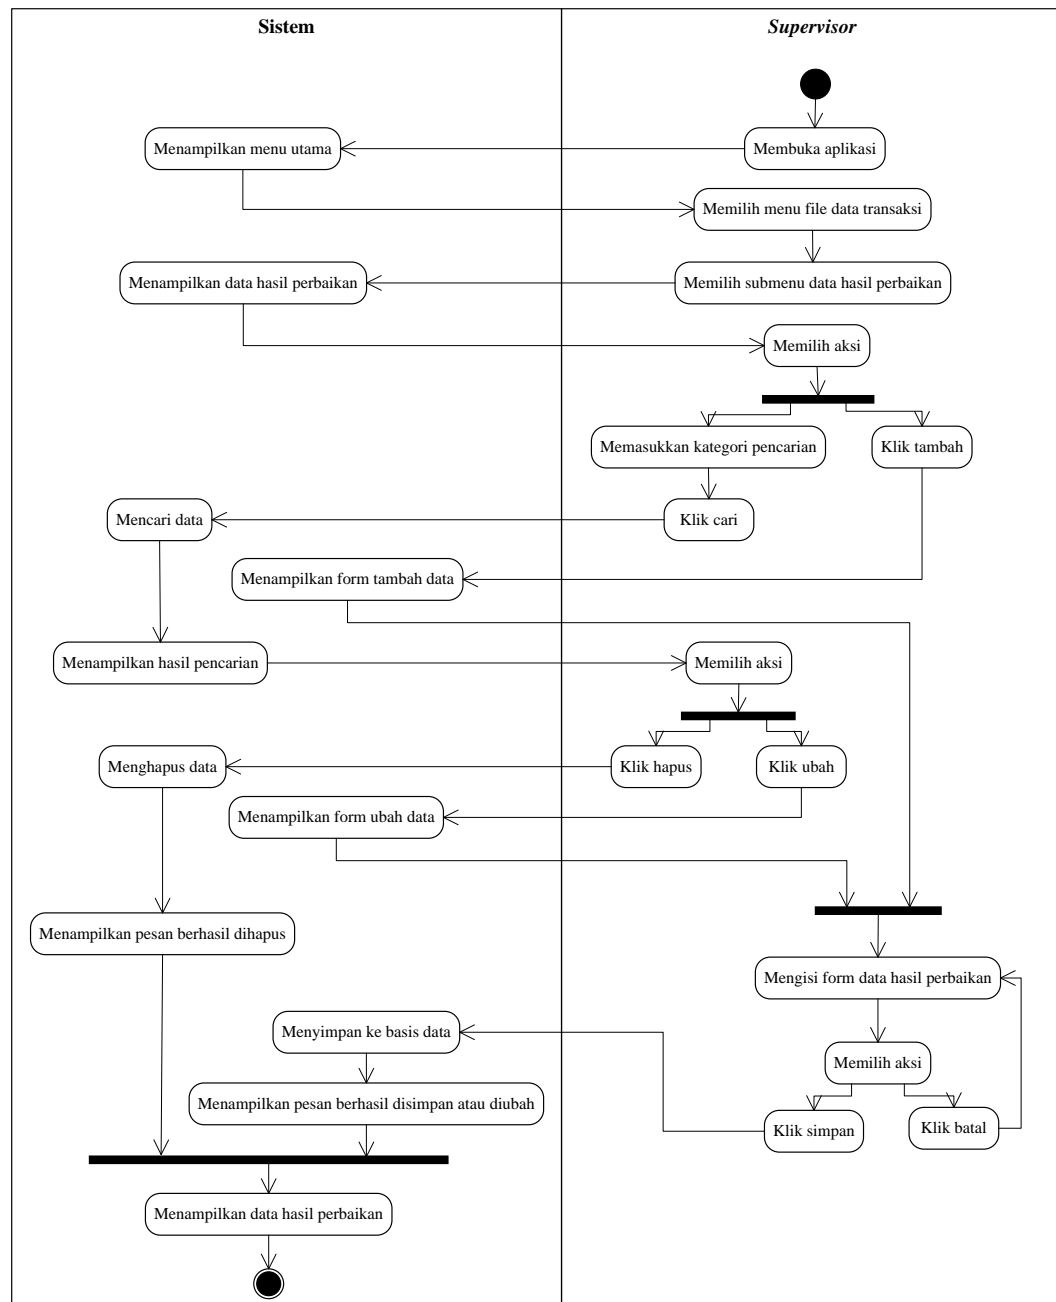 Sistem
Supervisor
Menampilkan menu utama
Membuka aplikasi
Memilih menu file data transaksi
Menampilkan data hasil perbaikan
Memilih submenu data hasil perbaikan
Memilih aksi
Memasukkan kategori pencarian
Klik tambah
Mencari data
Klik cari
Menampilkan form tambah data
Menampilkan hasil pencarian
Memilih aksi
Menghapus data
Klik hapus
Klik ubah
Menampilkan form ubah data
Menampilkan pesan berhasil dihapus
Mengisi form data hasil perbaikan
Menyimpan ke basis data
Memilih aksi
Menampilkan pesan berhasil disimpan atau diubah
Klik simpan
Klik batal
Menampilkan data hasil perbaikan